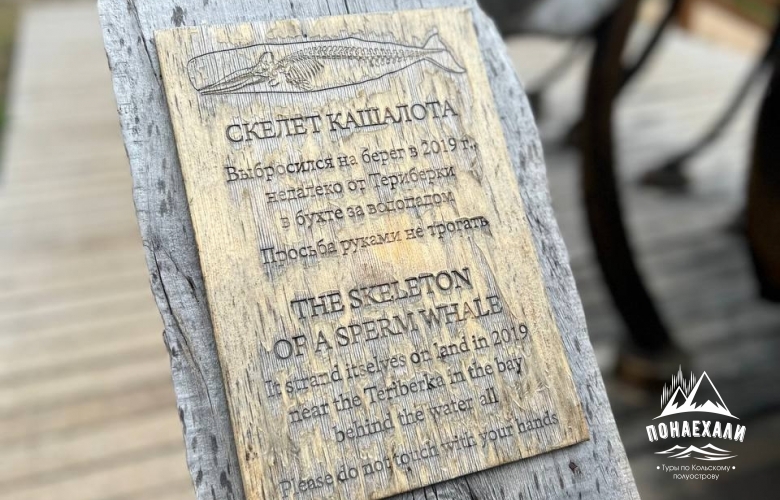 СКЕЛЕТ КАШАЛОТА
Выбросился на берег в 2019 г.,
недалеко от Териберки
в бухте за водопадом
Просьба руками не трогать
THE SKELETON
OF A SPERM WHALE
It strand itselves on land in 2019
near the Teriberka in the bay
behind the water all
Please do not touch with your hands
ПОНАЕХАЛИ
• Туры по Кольскому •
полуострову